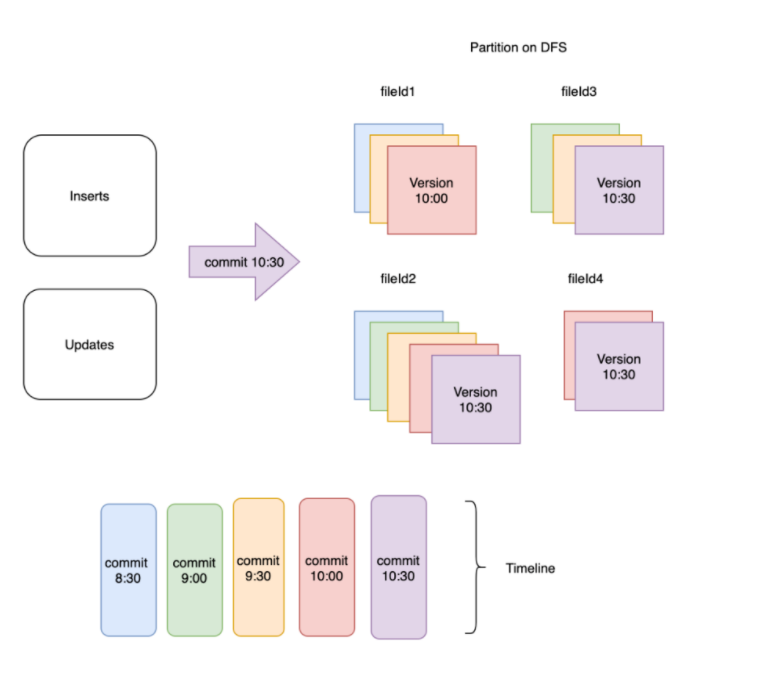 Partition on DFS
fileId1
fileId3
Inserts
Version
10:00
Version
10:30
commit 10:30
fileId2
fileId4
Updates
Version
10:30
Version
10:30
commit
8:30
commit
9:00
commit
9:30
commit
10:00
commit
10:30
Timeline